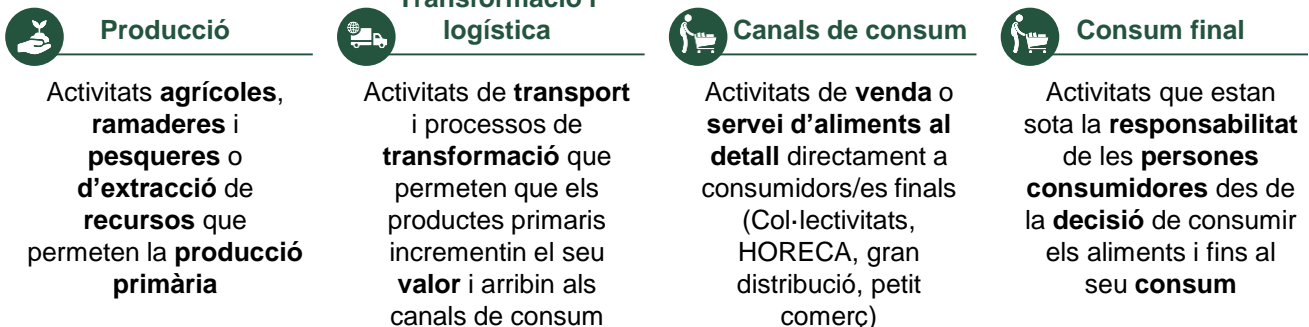 Producció
Activitats agrícoles,
ramaderes i
pesqueres o
d’extracció de
recursos que
permeten la producció
primària
Transformació i
logística
Activitats de transport
i processos de
transformació que
permeten que els
productes primaris
incrementin el seu
valor i arribin als
canals de consum
Canals de consum
Activitats de venda o
servei d’aliments al
detall directament a
consumidors/es finals
(Col·lectivitats,
HORECA, gran
distribució, petit
comerç)
Consum final
Activitats que estan
sota la responsabilitat
de les persones
consumidores des de
la decisió de consumir
els aliments i fins al
seu consum